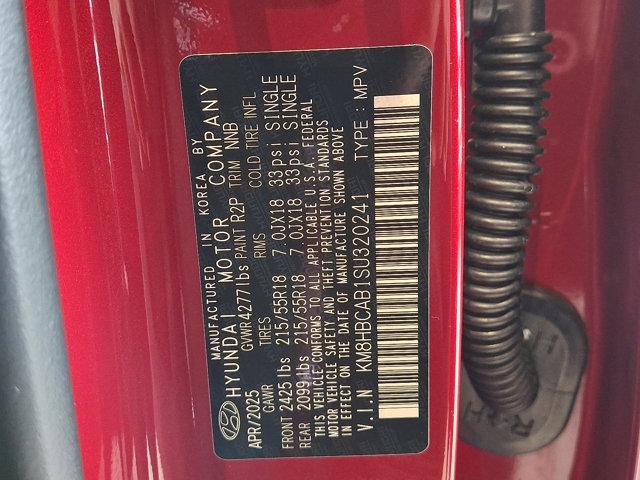 MANUFACTURED IN KOREA BY
HYUNDAI MOTOR COMPANY
APR/2025 GVWR4277lbs PAINT R2P TRIM NNB
GAWR TIRES RIMS COLD TIRE INFL
FRONT 2425lbs 215/55R18 7.0JX18 33psi SINGLE
REAR 2099lbs 215/55R18 7.0JX18 33psi SINGLE
THIS VEHICLE CONFORMS TO ALL APPLICABLE U.S.A. FEDERAL
MOTOR VEHICLE SAFETY AND THEFT PREVENTION STANDARDS
IN EFFECT ON THE DATE OF MANUFACTURE SHOWN ABOVE
V.I.N KM8HBCAB1SU320241 TYPE : MPV